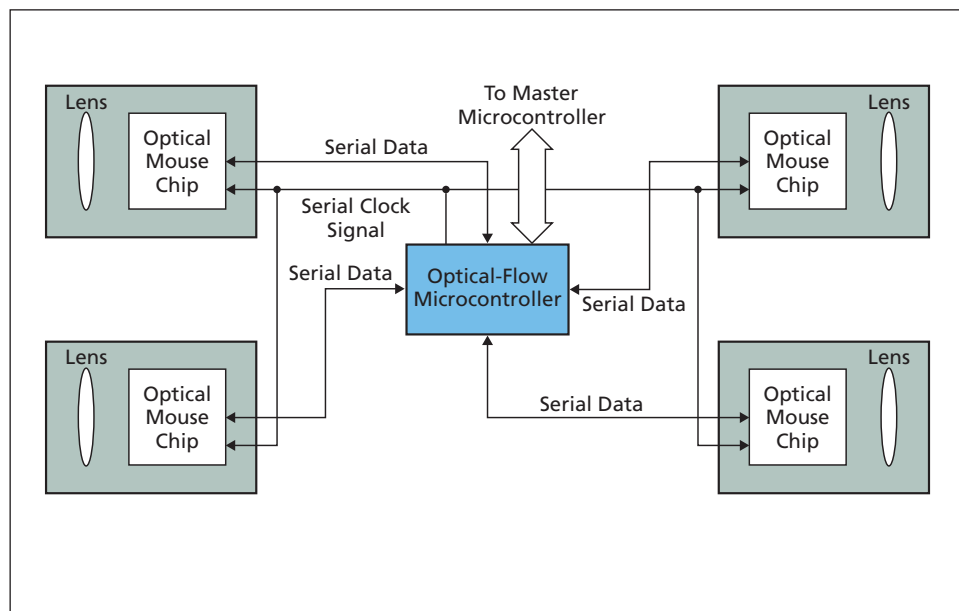 To Master
Microcontroller
Lens
Optical
Mouse
Chip
Serial Data
Serial Clock
Signal
Optical
Mouse
Chip
Lens
Serial Data
Optical-Flow
Microcontroller
Serial Data
Lens
Optical
Mouse
Chip
Serial Data
Optical
Mouse
Chip
Lens